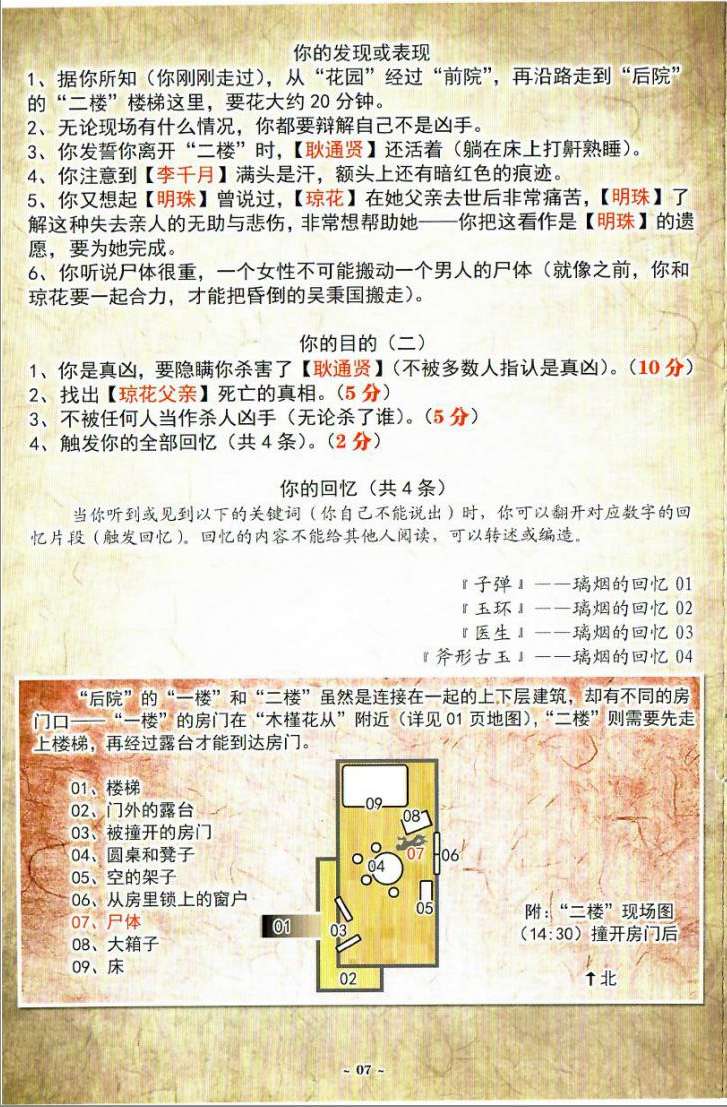 你的发现或表现
1、据你所知（你刚刚走过），从“花园”经过“前院”，再沿路走到“后院”
的“二楼”楼梯这里，要花大约 20 分钟。
2、无论现场有什么情况，你都要辩解自己不是凶手。
3、你发誓你离开“二楼”时，【耿通贤】还活着（躺在床上打鼾熟睡）。
4、你注意到【李千月】满头是汗，额头上还有暗红色的痕迹。
5、你又想起【明珠】曾说过，【琼花】在她父亲去世后非常痛苦，【明珠】了
解这种失去亲人的无助与悲伤，非常想帮助她——你把这看作是【明珠】的遗
愿，要为她完成。
6、你听说尸体很重，一个女性不可能搬动一个男人的尸体（就像之前，你和
琼花要一起合力，才能把昏倒的吴秉国搬走）。
你的目的（二）
1、你是真凶，要隐瞒你杀害了【耿通贤】（不被多数人指认是真凶）。（10 分）
2、找出【琼花父亲】死亡的真相。（5 分）
3、不被任何人当作杀人凶手（无论杀了谁）。（5 分）
4、触发你的全部回忆（共 4 条）。（2 分）
你的回忆（共 4 条）
当你听到或见到以下的关键词（你自己不能说出）时，你可以翻开对应数字的回
忆片段（触发回忆）。回忆的内容不能给其他人阅读，可以转述或编造。
『子弹』——璃烟的回忆 01
『玉环』——璃烟的回忆 02
『医生』——璃烟的回忆 03
『斧形古玉』——璃烟的回忆 04
“后院”的“一楼”和“二楼”虽然是连接在一起的上下层建筑，却有不同的房
门口——“一楼”的房门在“木槿花丛”附近（详见 01 页地图），“二楼”则需要先走
上楼梯，再经过露台才能到达房门。
01、楼梯
02、门外的露台
03、被撞开的房门
04、圆桌和凳子
05、空的架子
06、从房里锁上的窗户
07、尸体
08、大箱子
09、床
09
08
07
06
04
05
01
03
02
附：“二楼”现场图
（14:30）撞开房门后
↑北
~ 07 ~